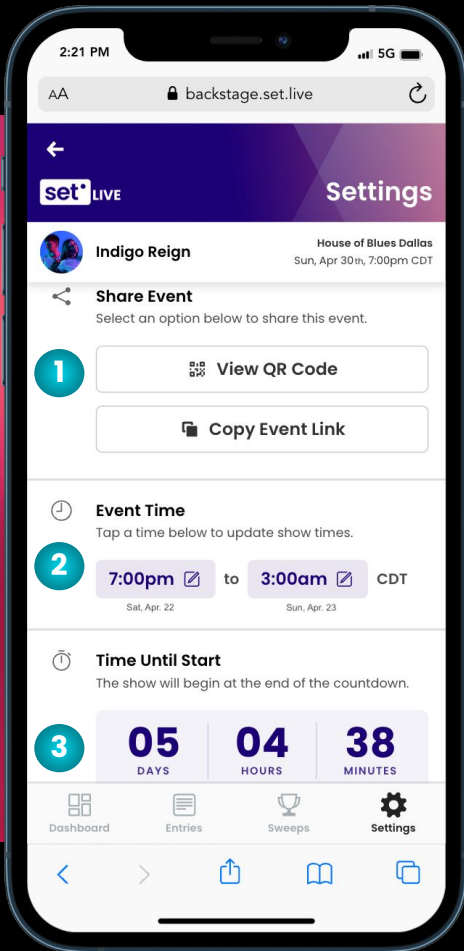 2:21 PM 5G
AA backstage.set.live
set LIVE Settings
House of Blues Dallas
Indigo Reign
Sun, Apr 30th, 7:00pm CDT
Share Event
Select an option below to share this event.
1
View QR Code
Copy Event Link
Event Time
Tap a time below to update show times.
2
7:00pm to 3:00am CDT
Sat, Apr. 22 Sun, Apr. 23
Time Until Start
The show will begin at the end of the countdown.
3
05 04 38
DAYS HOURS MINUTES
Dashboard Entries Sweeps Settings